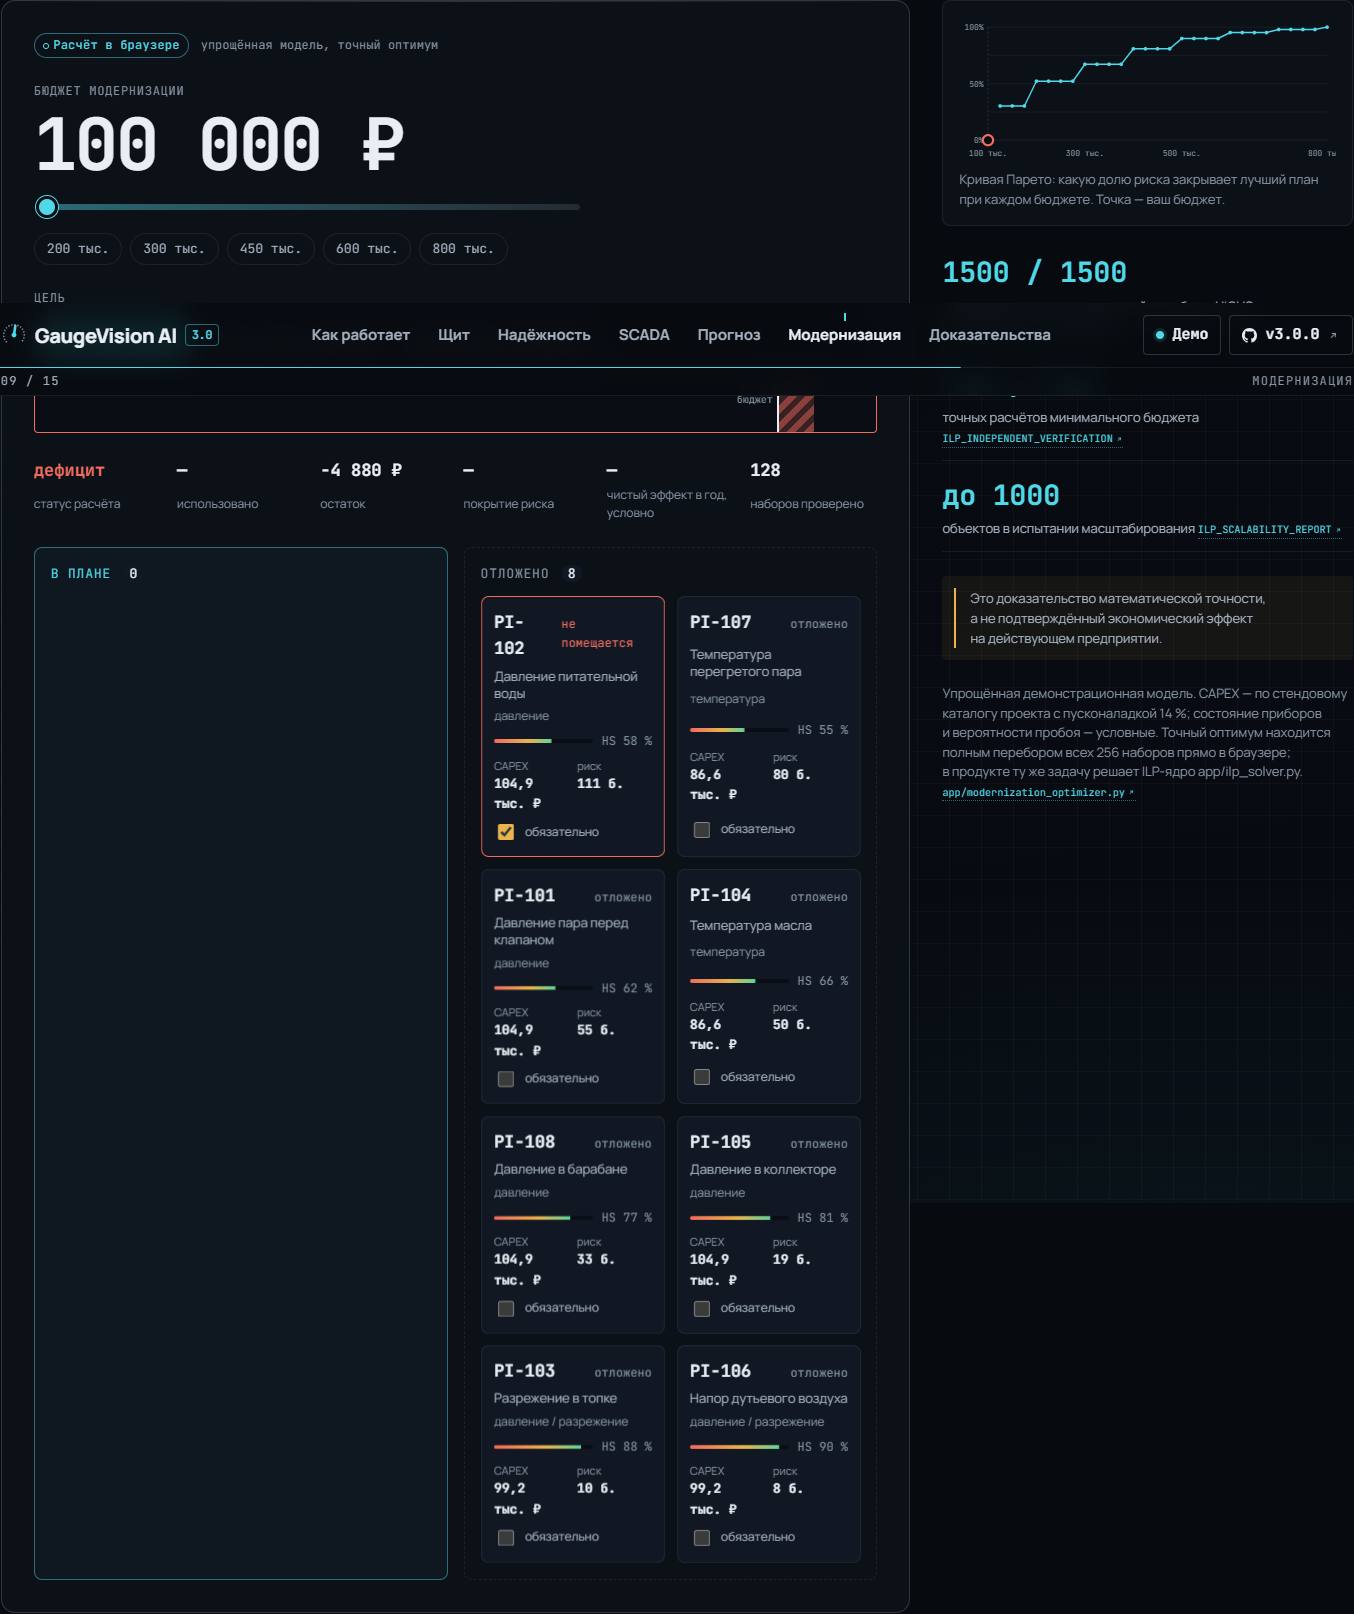 Расчёт в браузере упрощённая модель, точный оптимум
БЮДЖЕТ МОДЕРНИЗАЦИИ
100 000 ₽
200 тыс. 300 тыс. 450 тыс. 600 тыс. 800 тыс.
ЦЕЛЬ
100%
50%
0%
100 тыс. 300 тыс. 500 тыс. 800 ты
Кривая Парето: какую долю риска закрывает лучший план
при каждом бюджете. Точка — ваш бюджет.
1500 / 1500
GaugeVision AI 3.0 Как работает Щит Надёжность SCADA Прогноз Модернизация Доказательства Демо v3.0.0 ↗
09 / 15 МОДЕРНИЗАЦИЯ
бюджет
дефицит — -4 880 ₽ — — 128
статус расчёта использовано остаток покрытие риска чистый эффект в год, условно наборов проверено
В ПЛАНЕ 0
ОТЛОЖЕНО 8
PI-102 не помещается
Давление питательной
воды
давление
HS 58 %
CAPEX риск
104,9 тыс. ₽ 111 б.
обязательно
PI-107 отложено
Температура
перегретого пара
температура
HS 55 %
CAPEX риск
86,6 тыс. ₽ 80 б.
обязательно
PI-101 отложено
Давление пара перед
клапаном
давление
HS 62 %
CAPEX риск
104,9 тыс. ₽ 55 б.
обязательно
PI-104 отложено
Температура масла
температура
HS 66 %
CAPEX риск
86,6 тыс. ₽ 50 б.
обязательно
PI-108 отложено
Давление в барабане
давление
HS 77 %
CAPEX риск
104,9 тыс. ₽ 33 б.
обязательно
PI-105 отложено
Давление в коллекторе
давление
HS 81 %
CAPEX риск
104,9 тыс. ₽ 19 б.
обязательно
PI-103 отложено
Разрежение в топке
давление / разрежение
HS 88 %
CAPEX риск
99,2 тыс. ₽ 10 б.
обязательно
PI-106 отложено
Напор дутьевого воздуха
давление / разрежение
HS 90 %
CAPEX риск
99,2 тыс. ₽ 8 б.
обязательно
точных расчётов минимального бюджета
ILP_INDEPENDENT_VERIFICATION ↗
до 1000
объектов в испытании масштабирования ILP_SCALABILITY_REPORT ↗
Это доказательство математической точности,
а не подтверждённый экономический эффект
на действующем предприятии.
Упрощённая демонстрационная модель. CAPEX — по стендовому
каталогу проекта с пусконаладкой 14 %; состояние приборов
и вероятности пробоя — условные. Точный оптимум находится
полным перебором всех 256 наборов прямо в браузере;
в продукте ту же задачу решает ILP-ядро app/ilp_solver.py.
app/modernization_optimizer.py ↗